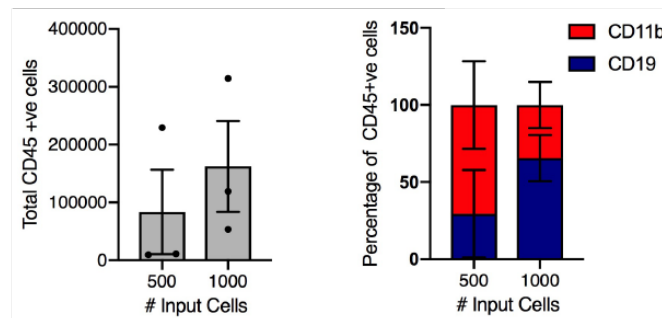 Total CD45 +ve cells
400000
300000
200000
100000
0
500 1000
# Input Cells
Percentage of CD45+ve cells
150
100
50
0
500 1000
# Input Cells
CD11b
CD19